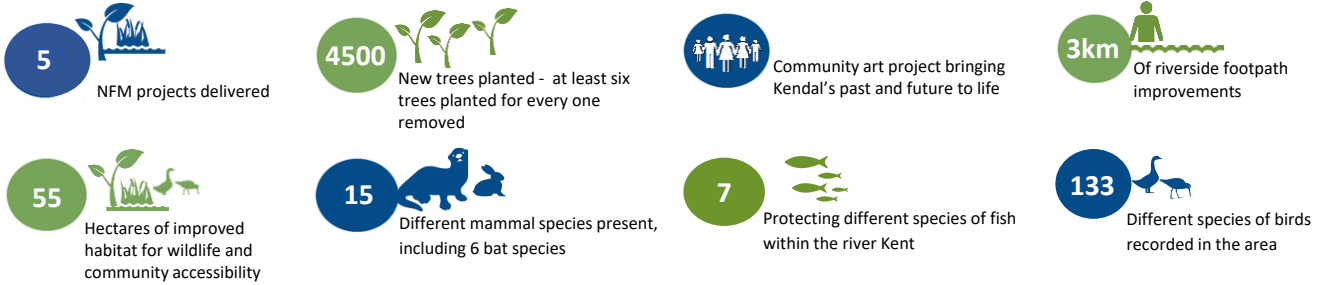 5
NFM projects delivered
4500
New trees planted - at least six
trees planted for every one
removed
Community art project bringing
Kendal's past and future to life
3km
Of riverside footpath
improvements
55
Hectares of improved
habitat for wildlife and
community accessibility
15
Different mammal species present,
including 6 bat species
7
Protecting different species of fish
within the river Kent
133
Different species of birds
recorded in the area